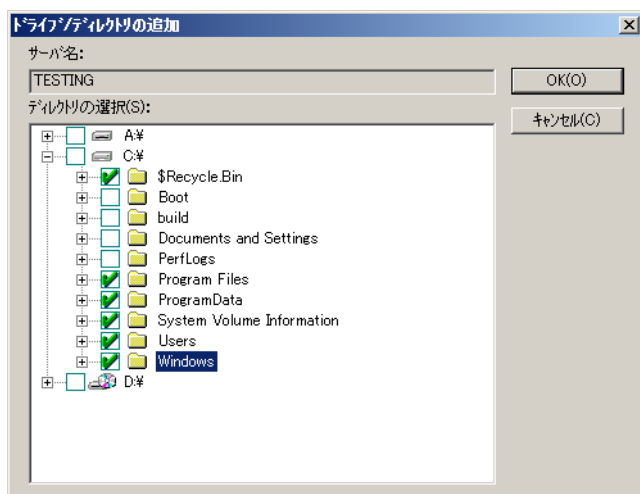 ﾄﾞﾗｲﾌﾞ/ﾃﾞｨﾚｸﾄﾘの追加
サーバ名:
TESTING
OK(O)
ﾃﾞｨﾚｸﾄﾘの選択(S):
ｷｬﾝｾﾙ(C)
A:¥
C:¥
$Recycle.Bin
Boot
build
Documents and Settings
PerfLogs
Program Files
ProgramData
System Volume Information
Users
Windows
D:¥